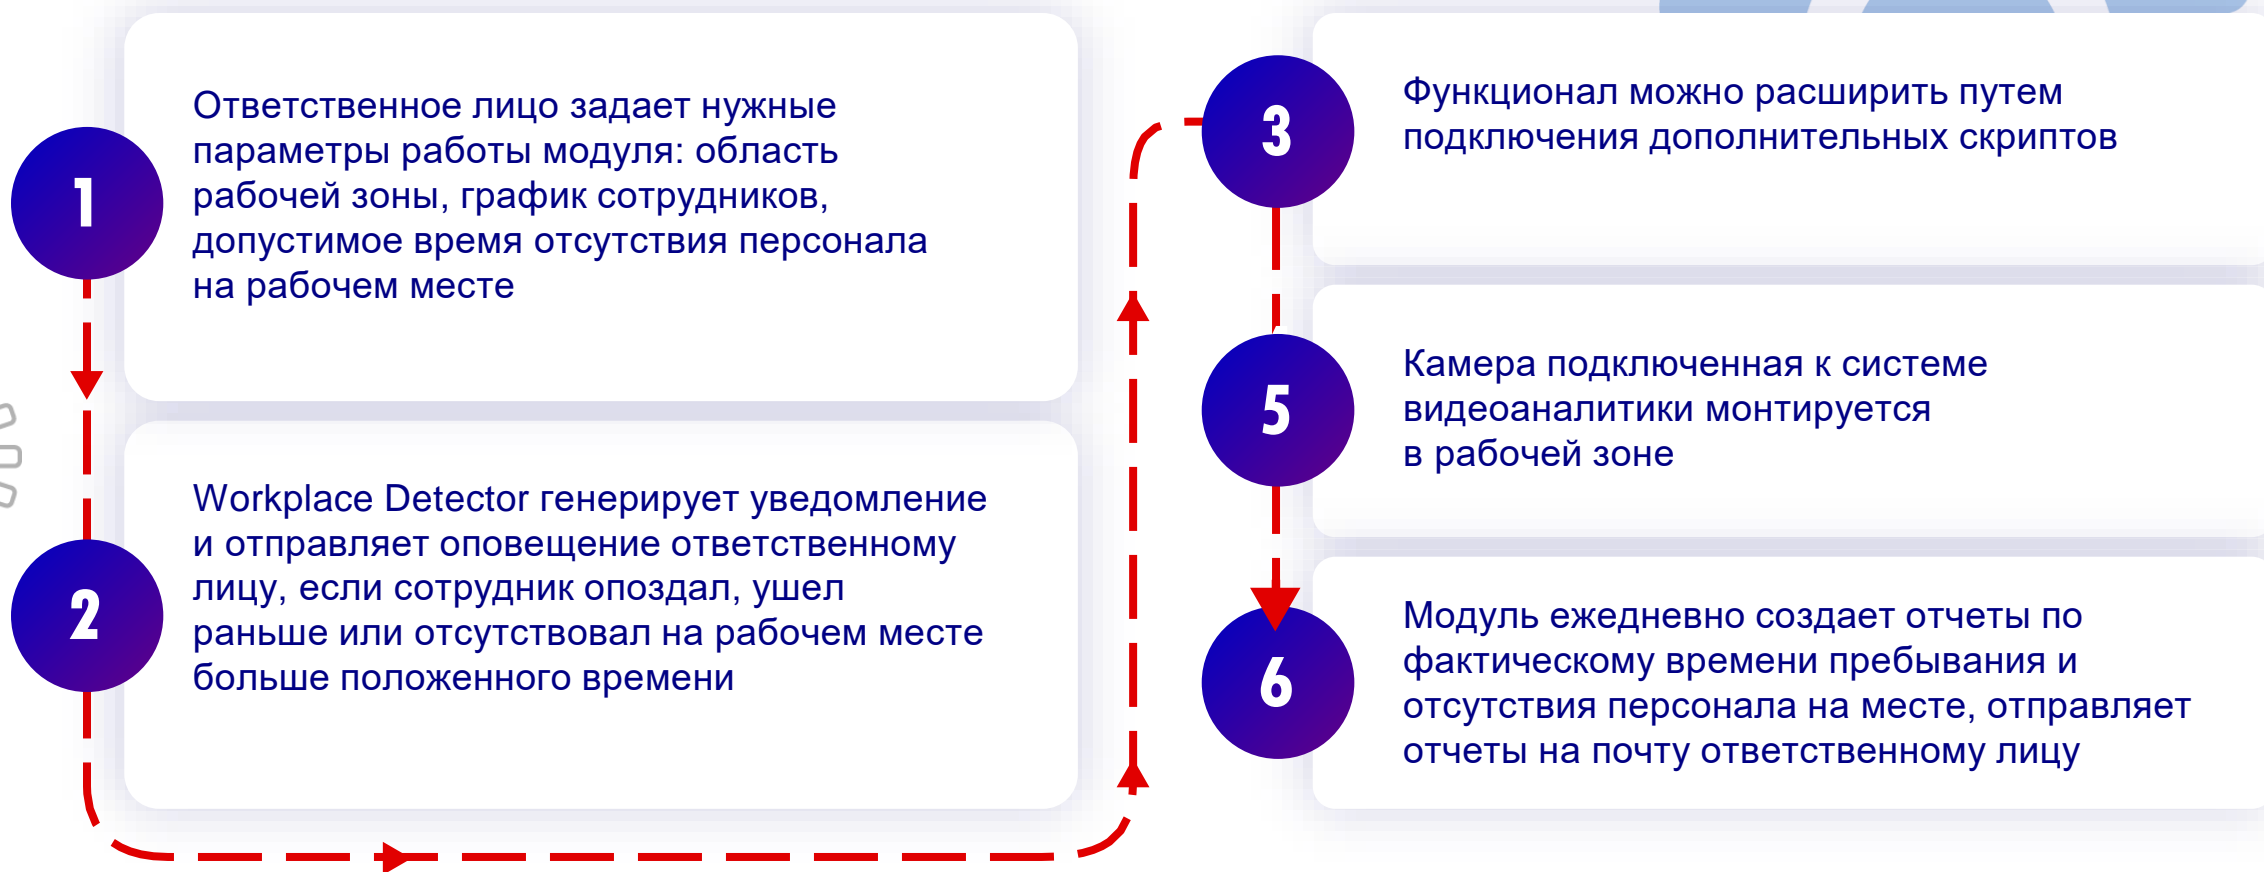 1
Ответственное лицо задает нужные
параметры работы модуля: область
рабочей зоны, график сотрудников,
допустимое время отсутствия персонала
на рабочем месте
2
Workplace Detector генерирует уведомление
и отправляет оповещение ответственному
лицу, если сотрудник опоздал, ушел
раньше или отсутствовал на рабочем месте
больше положенного времени
3
Функционал можно расширить путем
подключения дополнительных скриптов
5
Камера подключенная к системе
видеоаналитики монтируется
в рабочей зоне
6
Модуль ежедневно создает отчеты по
фактическому времени пребывания и
отсутствия персонала на месте, отправляет
отчеты на почту ответственному лицу